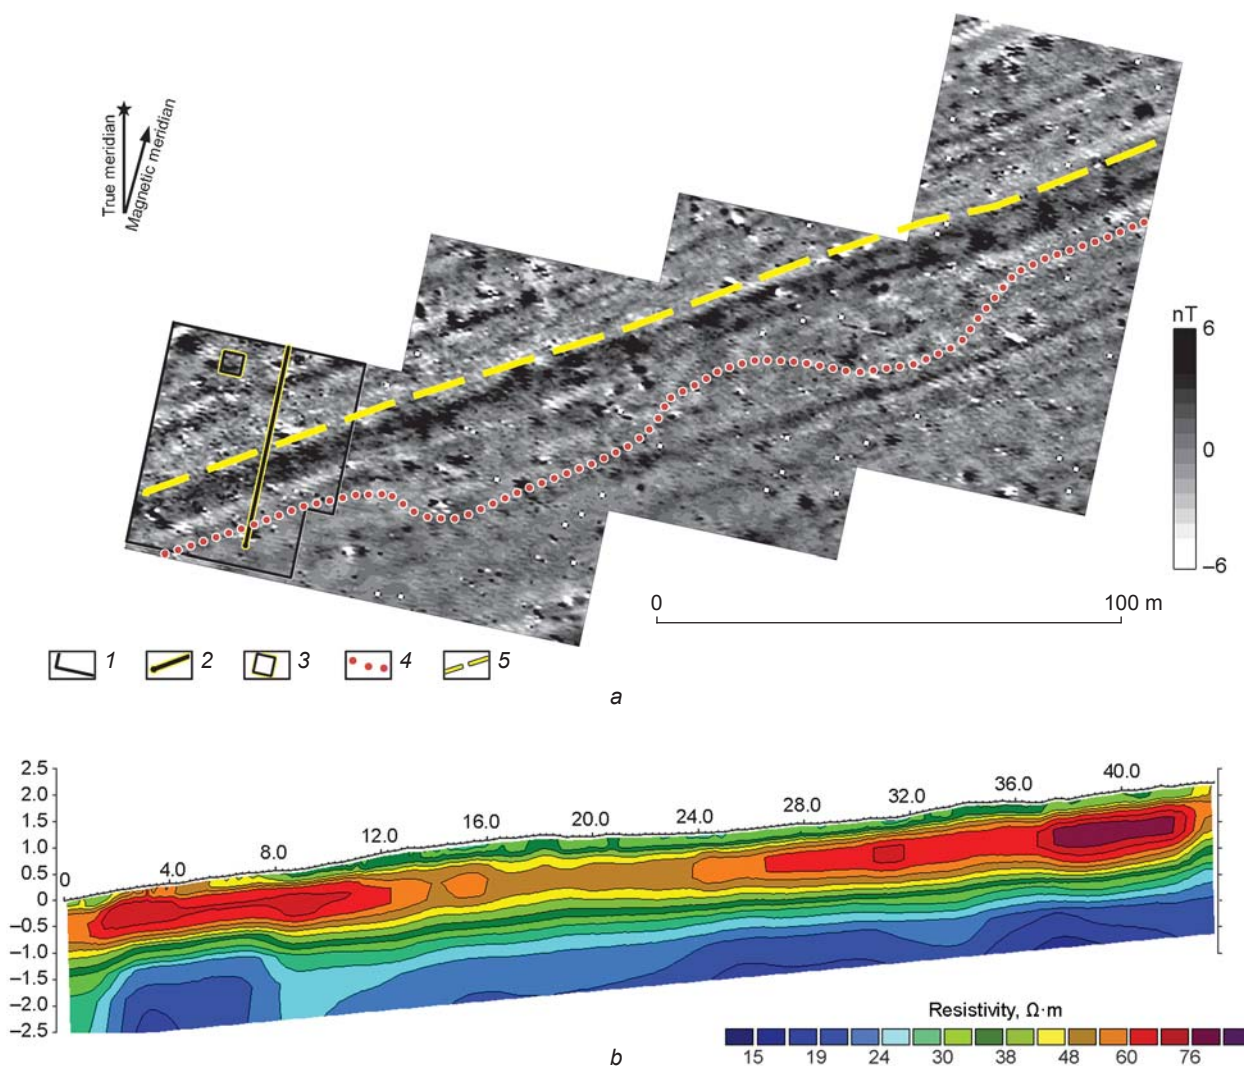 True meridian
Magnetic meridian
nT
6
0
–6
0 100 m
1 2 3 4 5
a
2.5
2.0
1.5
1.0
0.5
0
–0.5
–1.0
–1.5
–2.0
–2.5
0 4.0 8.0 12.0 16.0 20.0 24.0 28.0 32.0 36.0 40.0
Resistivity, Ω·m
15 19 24 30 38 48 60 76
b